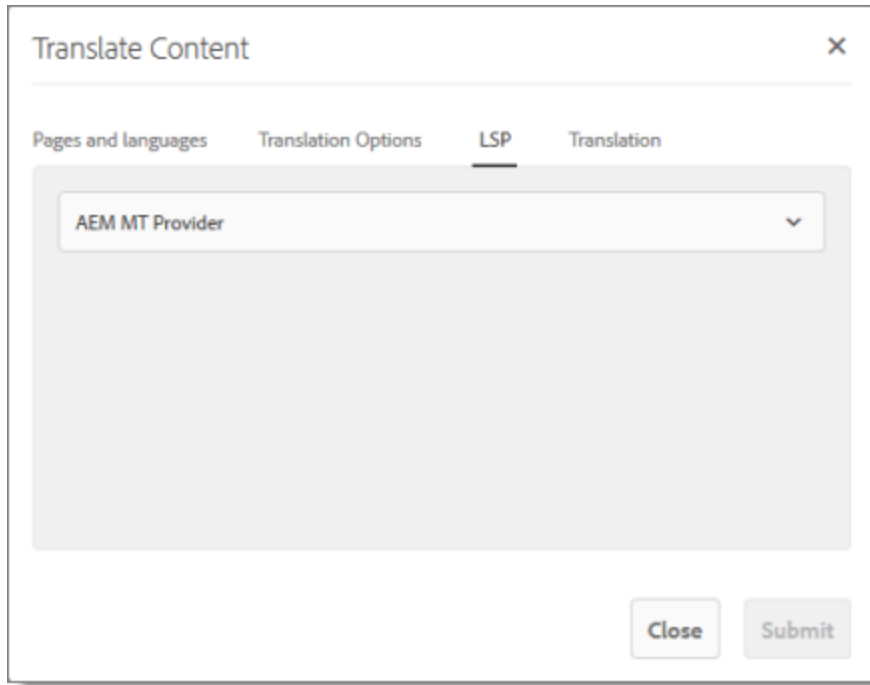 Translate Content
Pages and languages Translation Options LSP Translation
AEM MT Provider
Close Submit